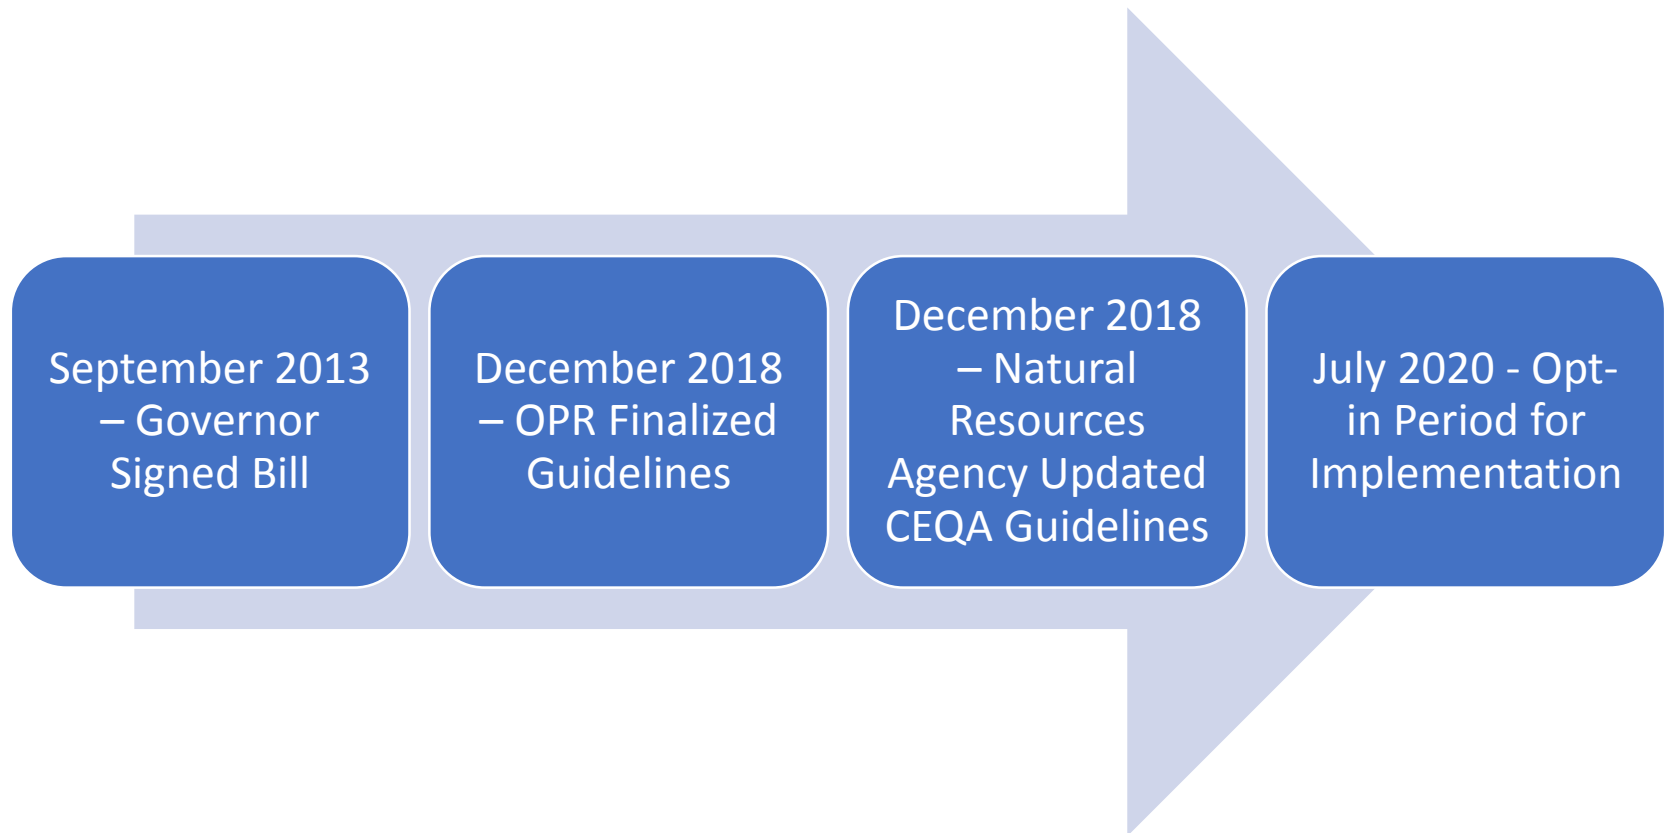 September 2013
– Governor
Signed Bill
December 2018
– OPR Finalized
Guidelines
December 2018
– Natural
Resources
Agency Updated
CEQA Guidelines
July 2020 - Opt-
in Period for
Implementation